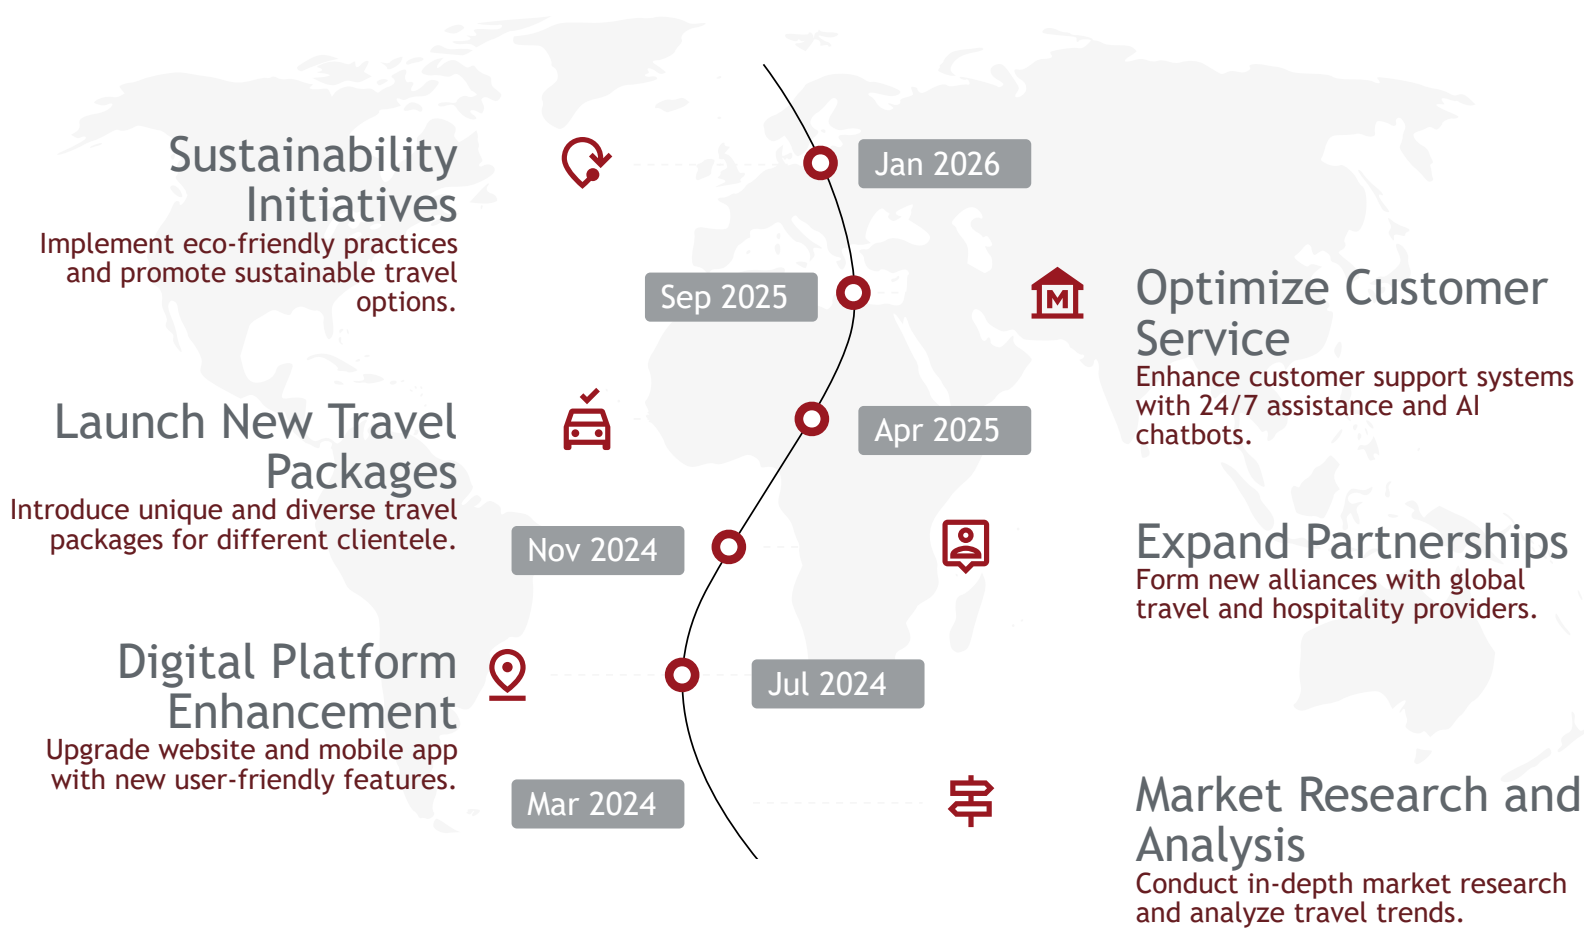 Sustainability
Initiatives
Implement eco-friendly practices
and promote sustainable travel
options.
Jan 2026
Sep 2025
Optimize Customer
Service
Enhance customer support systems
with 24/7 assistance and AI
chatbots.
Launch New Travel
Packages
Introduce unique and diverse travel
packages for different clientele.
Apr 2025
Nov 2024
Expand Partnerships
Form new alliances with global
travel and hospitality providers.
Digital Platform
Enhancement
Upgrade website and mobile app
with new user-friendly features.
Jul 2024
Mar 2024
Market Research and
Analysis
Conduct in-depth market research
and analyze travel trends.